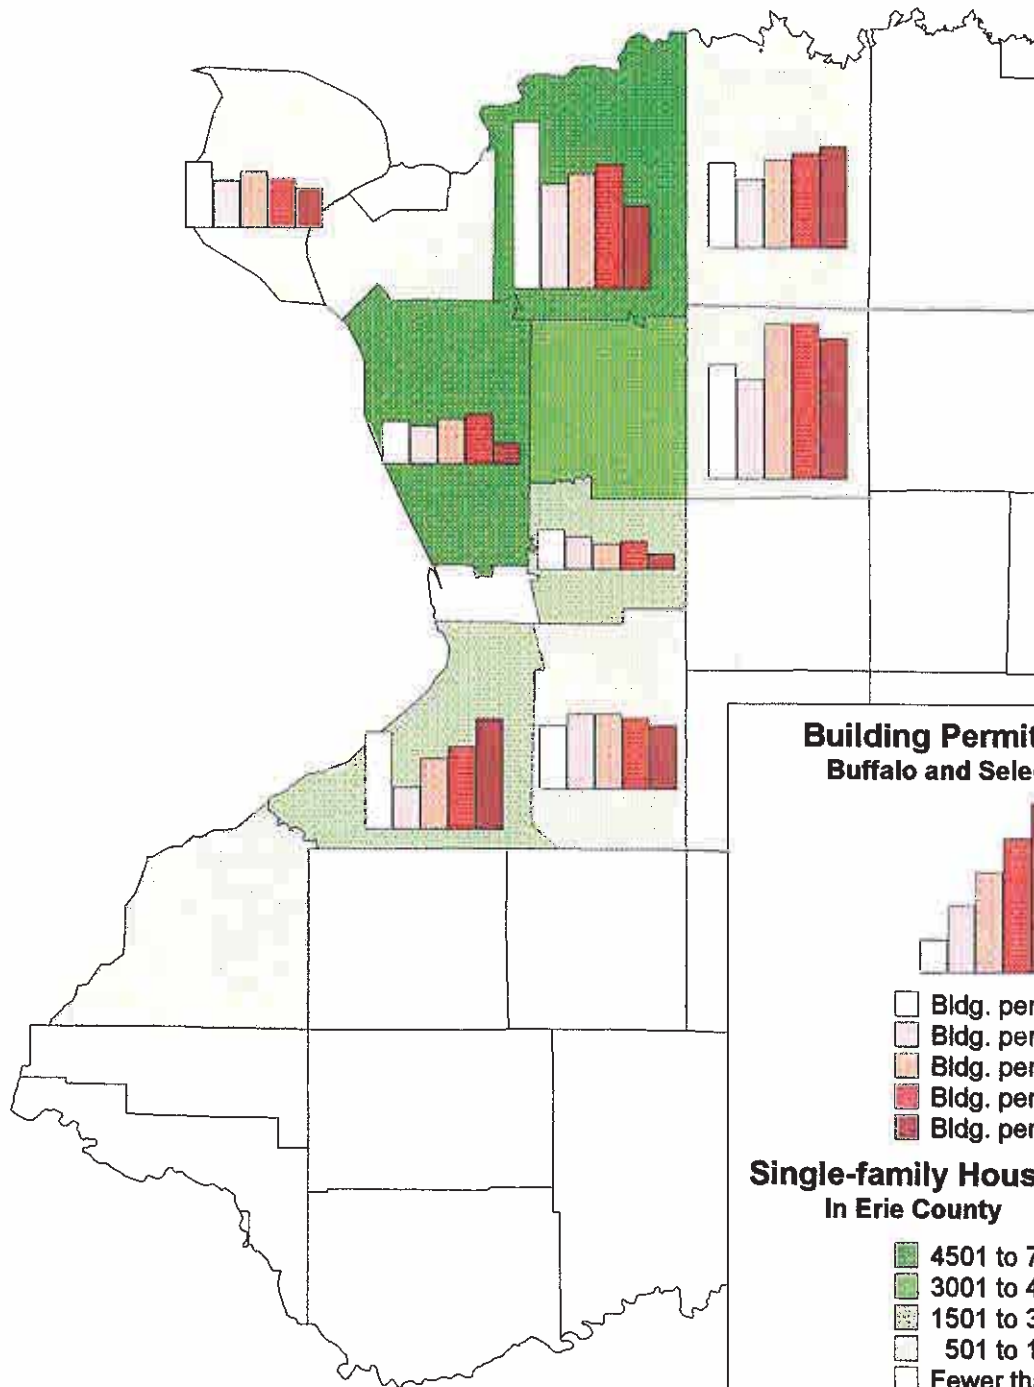 Building Permit
Buffalo and Sele
Bldg. per
Bldg. per
Bldg. per
Bldg. per
Bldg. per
Single-family Hous
In Erie County
4501 to 7
3001 to 4
1501 to 3
501 to 1
Fewer th